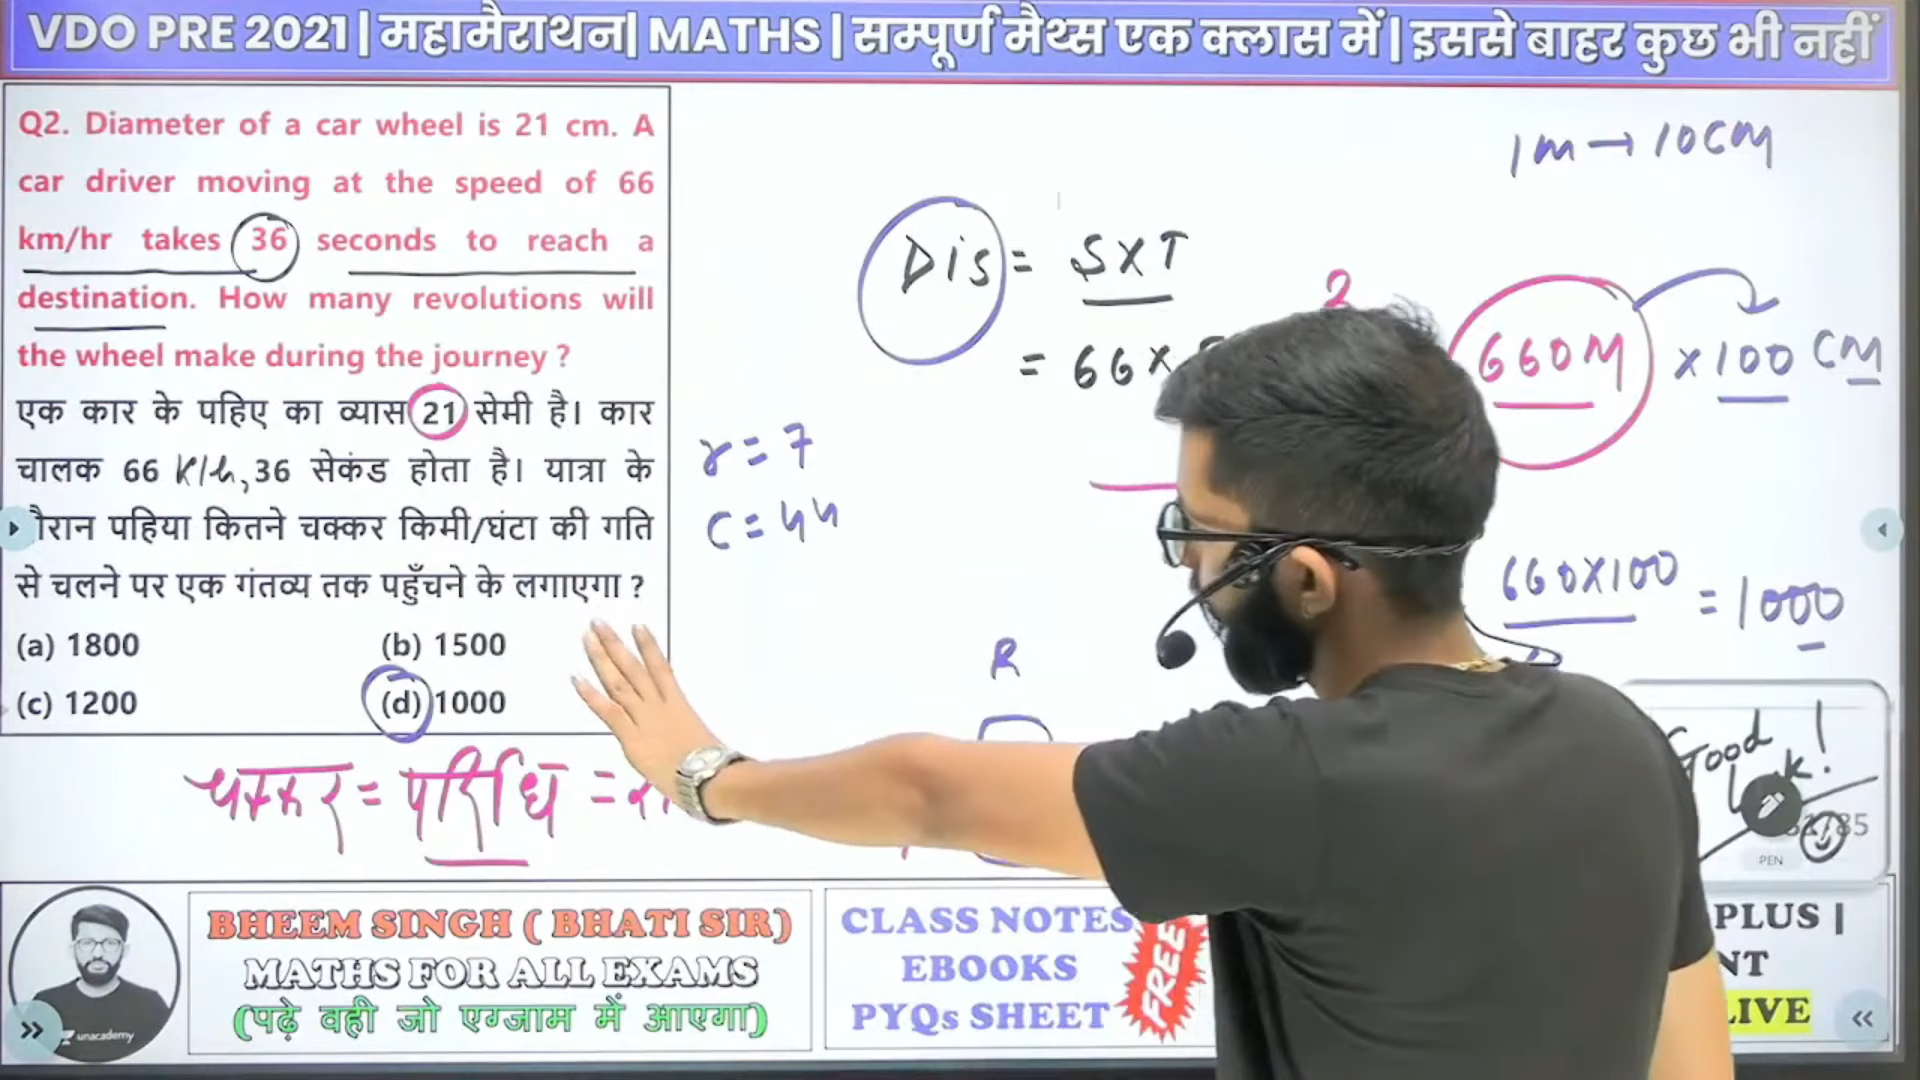 VDO PRE 2021 | महामैराथन| MATHS | सम्पूर्ण मैथ्स एक क्लास में | इससे बाहर कुछ भी नहीं
Q2. Diameter of a car wheel is 21 cm. A
car driver moving at the speed of 66
km/hr takes 36 seconds to reach a
destination. How many revolutions will
the wheel make during the journey ?
एक कार के पहिए का व्यास 21 सेमी है। कार
चालक 66 K/h, 36 सेकंड होता है। यात्रा के
ौरान पहिया कितने चक्कर किमी/घंटा की गति
से चलने पर एक गंतव्य तक पहुँचने के लगाएगा ?
(a) 1800 (b) 1500
(c) 1200 (d) 1000
चक्कर = परिधि =
1m → 10cm
Dis = S×T
= 66×
2
660M ×100 CM
r = 7
C = 44
660×100 = 1000
R
Good
!
85
PEN
BHEEM SINGH ( BHATI SIR)
MATHS FOR ALL EXAMS
(पढ़े वही जो एग्जाम में आएगा)
unacademy
CLASS NOTES
EBOOKS
PYQs SHEET
FREE
PLUS |
NT
LIVE